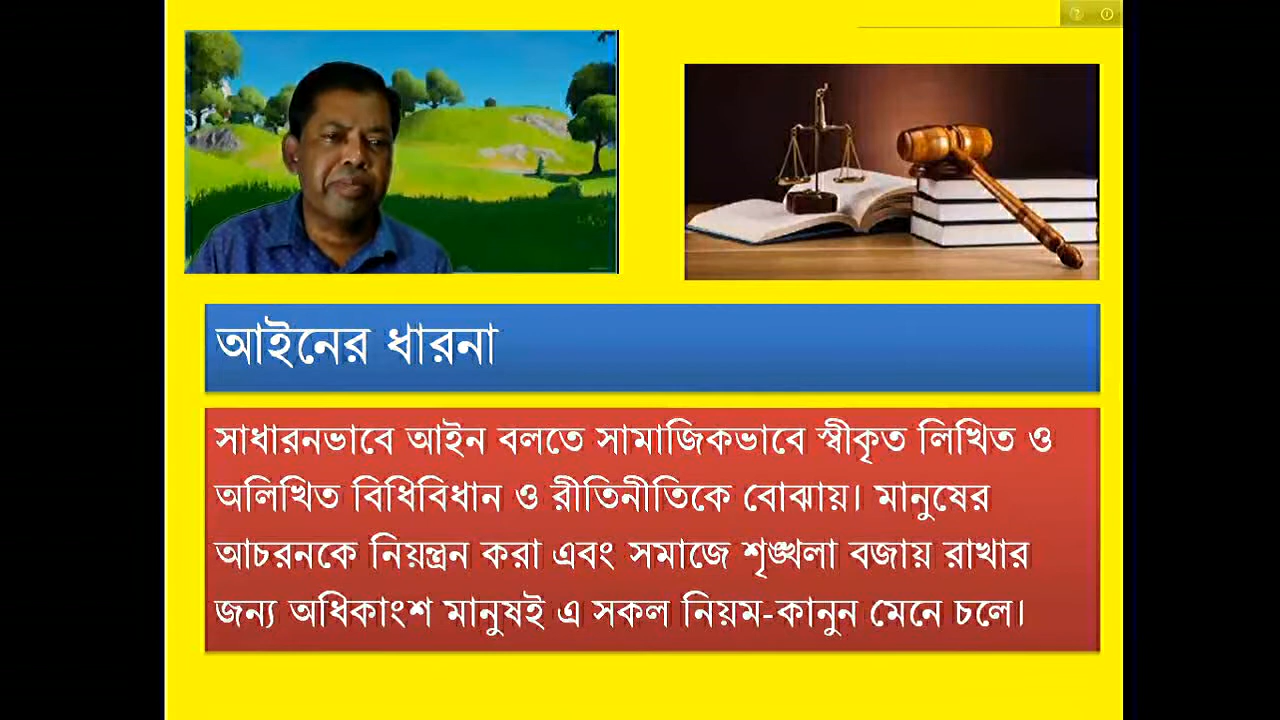 আইনের ধারনা
সাধারনভাবে আইন বলতে সামাজিকভাবে স্বীকৃত লিখিত ও
অলিখিত বিধিবিধান ও রীতিনীতিকে বোঝায়। মানুষের
আচরনকে নিয়ন্ত্রন করা এবং সমাজে শৃঙ্খলা বজায় রাখার
জন্য অধিকাংশ মানুষই এ সকল নিয়ম-কানুন মেনে চলে।